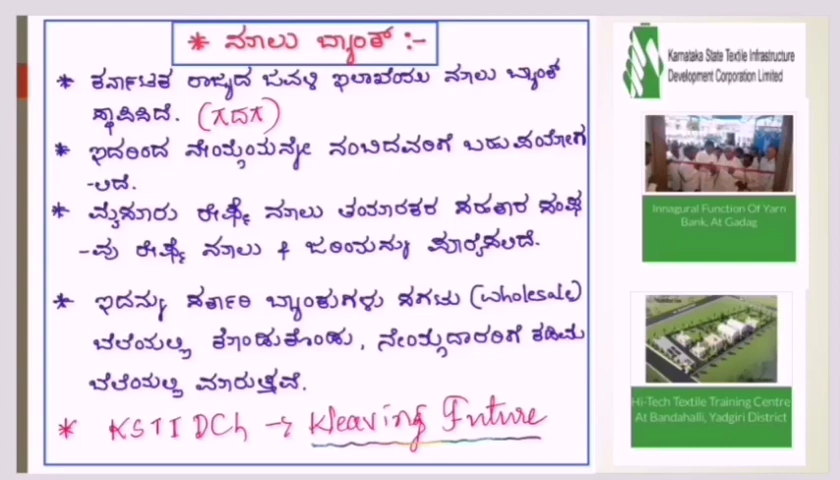 * ನೂಲು ಬ್ಯಾಂಕ್ :-
* ಕರ್ನಾಟಕ ರಾಜ್ಯದ ಜವಳಿ ಇಲಾಖೆಯು ನೂಲು ಬ್ಯಾಂಕ್
ಸ್ಥಾಪಿಸಿದೆ. (ಗದಗ)
* ಇದರಿಂದ ನೇಯ್ಗೆಯನ್ನೇ ನಂಬಿದವರಿಗೆ ಬಹುಪಯೋಗ
-ಲಿದೆ.
* ಮೈಸೂರು ರೇಷ್ಮೆ ನೂಲು ತಯಾರಕರ ಸಹಕಾರ ಸಂಘ
-ವು ರೇಷ್ಮೆ ನೂಲು & ಜರಿಯನ್ನು ಪೂರೈಸಲಿದೆ.
* ಇದನ್ನು ಸರ್ಕಾರಿ ಬ್ಯಾಂಕುಗಳು ಸಗಟು (wholesale)
ಬೆಲೆಯಲ್ಲಿ ಕೊಂಡುಕೊಂಡು, ನೇಯ್ಗೆದಾರರಿಗೆ ಕಡಿಮೆ
ಬೆಲೆಯಲ್ಲಿ ಮಾರುತ್ತವೆ.
* KSTIDCL → Weaving Future
Karnataka State Textile Infrastructure
Development Corporation Limited
Innagural Function Of Yarn
Bank, At Gadag
Hi-Tech Textile Training Centre
At Bandahalli, Yadgiri District